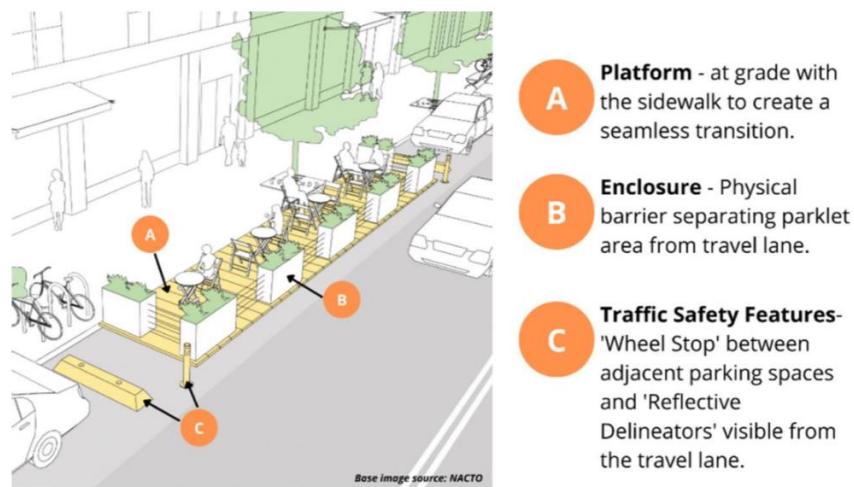 A
B
C
Base image source: NACTO
A
Platform - at grade with
the sidewalk to create a
seamless transition.
B
Enclosure - Physical
barrier separating parklet
area from travel lane.
C
Traffic Safety Features-
'Wheel Stop' between
adjacent parking spaces
and 'Reflective
Delineators' visible from
the travel lane.